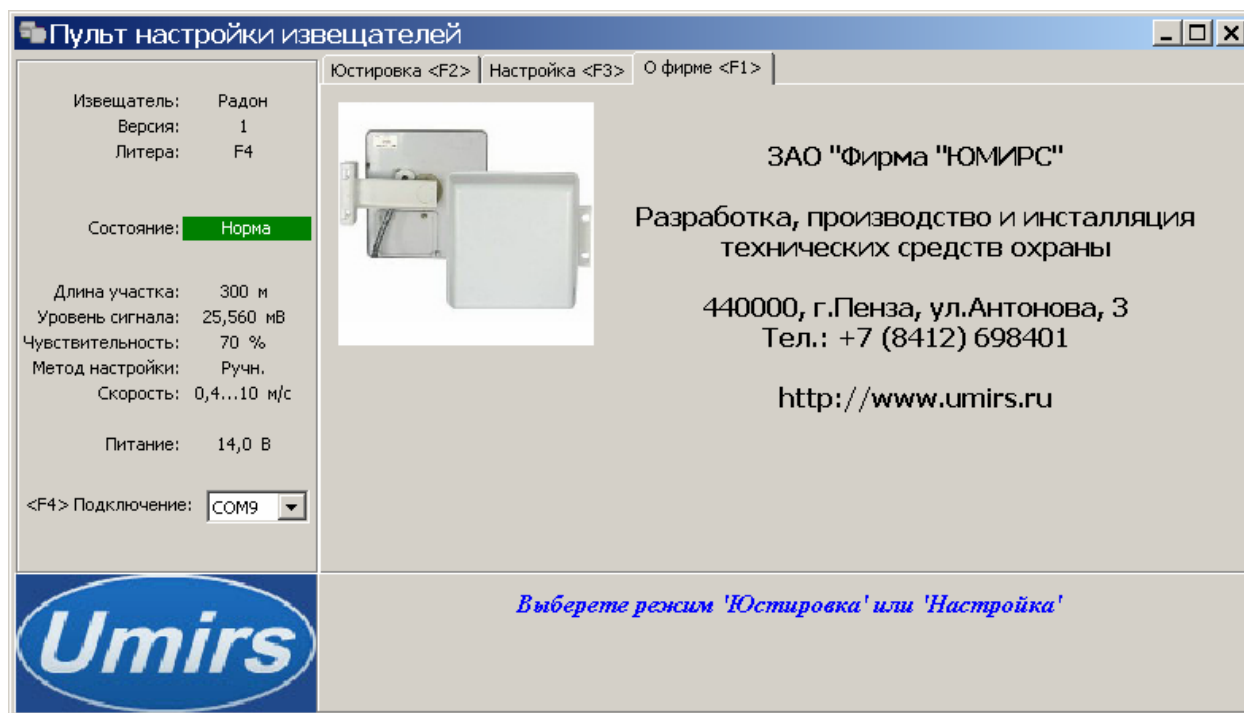 Пульт настройки извещателей
Юстировка <F2> Настройка <F3> О фирме <F1>
Извещатель: Радон
Версия: 1
Литера: F4
Состояние: Норма
Длина участка: 300 м
Уровень сигнала: 25,560 мВ
Чувствительность: 70 %
Метод настройки: Ручн.
Скорость: 0,4...10 м/с
Питание: 14,0 В
<F4> Подключение: COM9
ЗАО "Фирма "ЮМИРС"
Разработка, производство и инсталляция
технических средств охраны
440000, г.Пенза, ул.Антонова, 3
Тел.: +7 (8412) 698401
http://www.umirs.ru
Umirs
Выберете режим 'Юстировка' или 'Настройка'